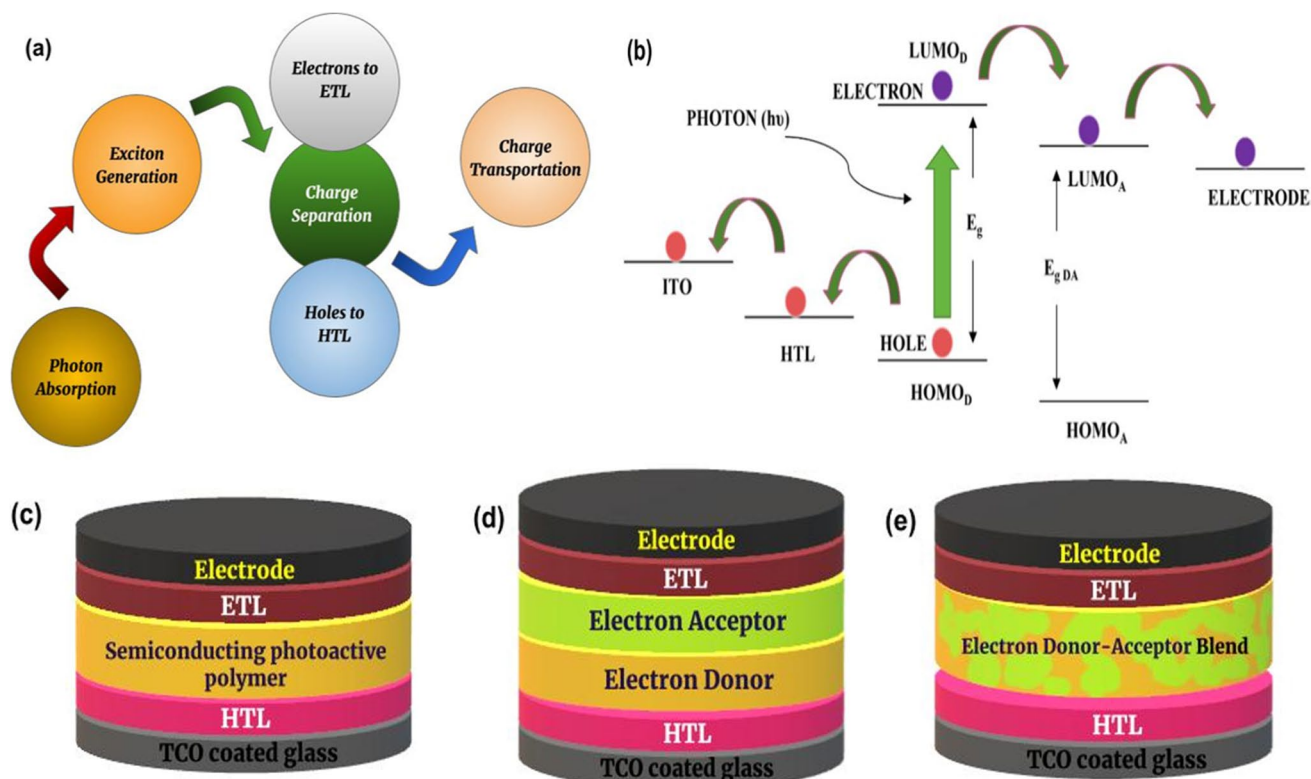 (a)
Electrons to
ETL
Exciton
Generation
Charge
Separation
Charge
Transportation
Holes to
HTL
Photon
Absorption
(b)
LUMO_D
ELECTRON
PHOTON (hυ)
LUMO_A
ELECTRODE
E_g
ITO
E_g DA
HTL
HOLE
HOMO_D
HOMO_A
(c)
Electrode
ETL
Semiconducting photoactive
polymer
HTL
TCO coated glass
(d)
Electrode
ETL
Electron Acceptor
Electron Donor
HTL
TCO coated glass
(e)
Electrode
ETL
Electron Donor-Acceptor Blend
HTL
TCO coated glass